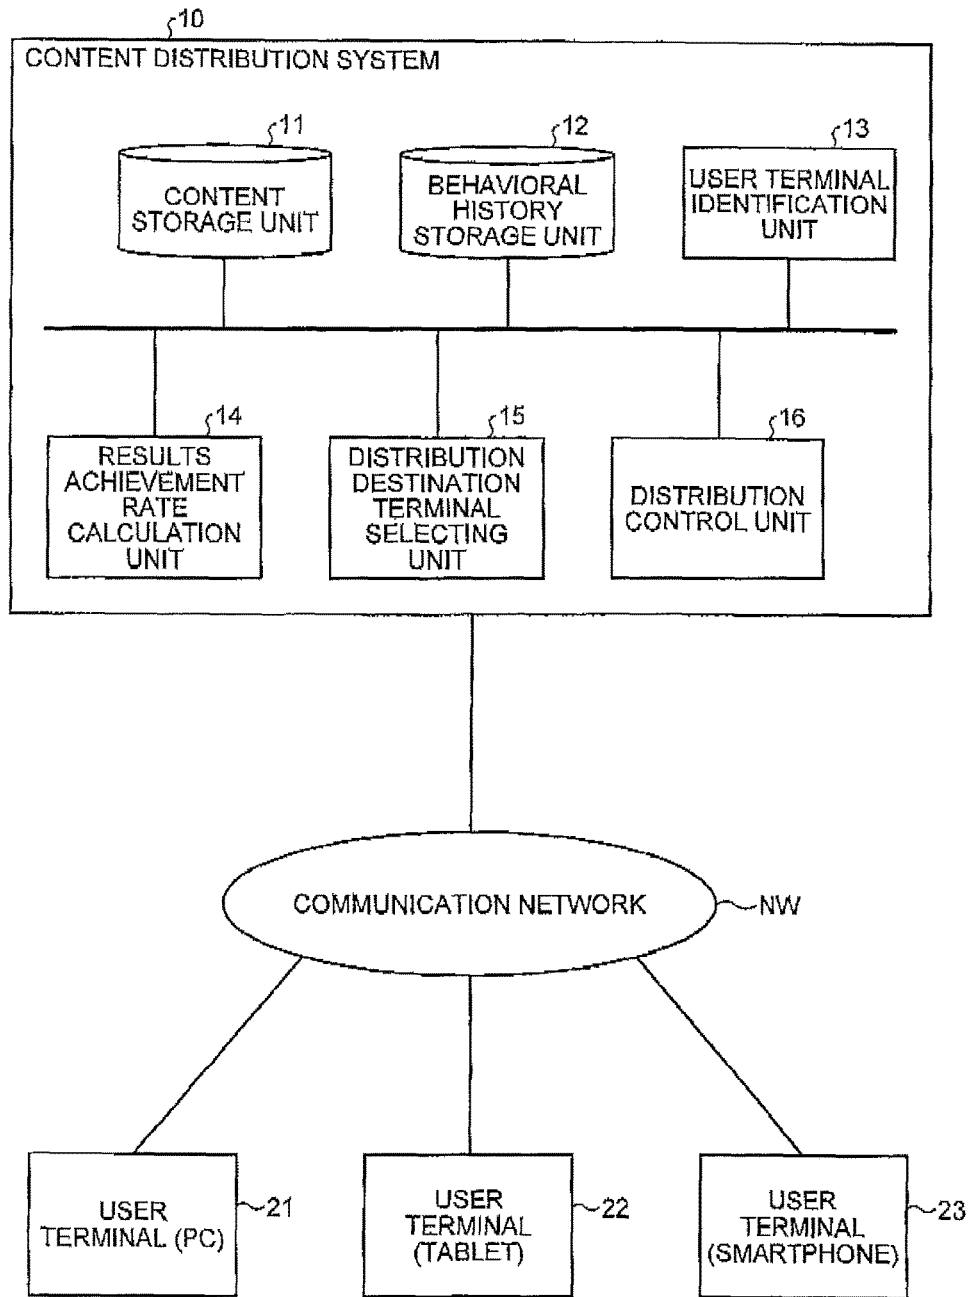 10
CONTENT DISTRIBUTION SYSTEM
11
CONTENT
STORAGE UNIT
12
BEHAVIORAL
HISTORY
STORAGE UNIT
13
USER TERMINAL
IDENTIFICATION
UNIT
14
RESULTS
ACHIEVEMENT
RATE
CALCULATION
UNIT
15
DISTRIBUTION
DESTINATION
TERMINAL
SELECTING
UNIT
16
DISTRIBUTION
CONTROL UNIT
COMMUNICATION NETWORK
NW
USER
TERMINAL (PC)
21
USER
TERMINAL
(TABLET)
22
USER
TERMINAL
(SMARTPHONE)
23